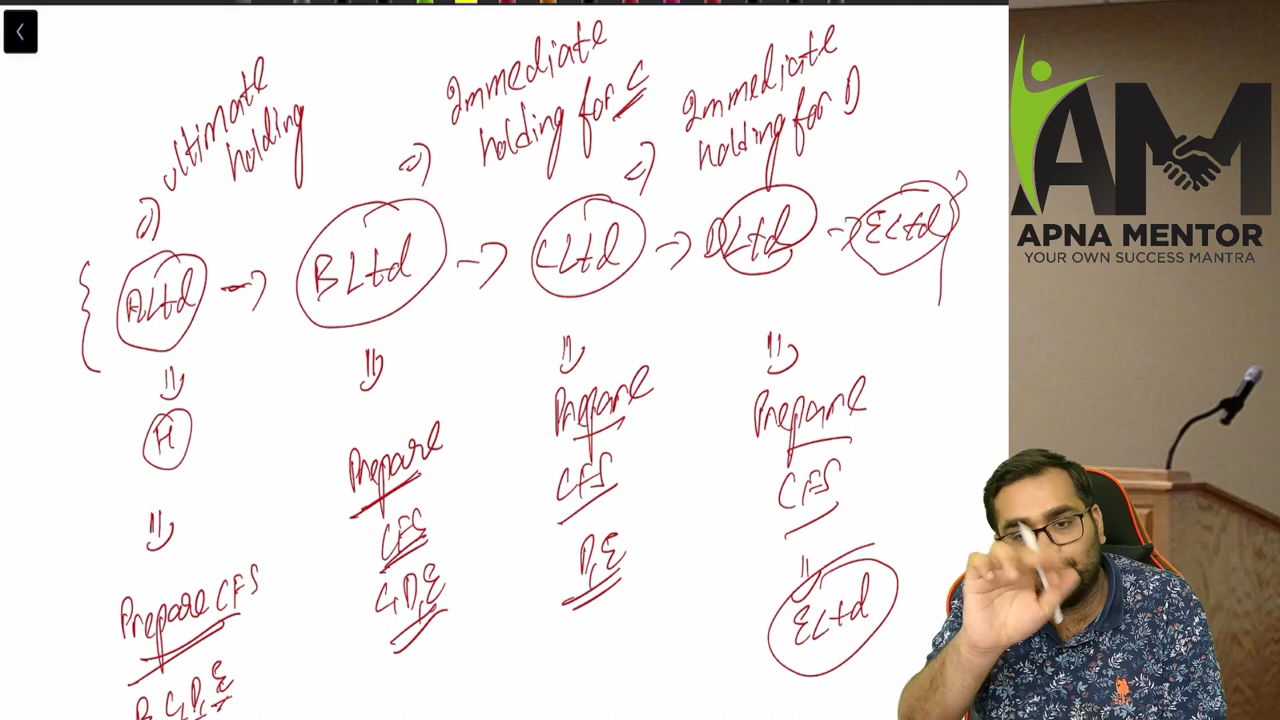 ultimate
holding
Immediate
holding for C
Immediate
holding for D
A Ltd
B Ltd
C Ltd
D Ltd
E Ltd
H
Prepare CFS
B, C, D, E
Prepare
CFS
C, D, E
Prepare
CFS
D, E
Prepare
CFS
E Ltd
AM
APNA MENTOR
YOUR OWN SUCCESS MANTRA